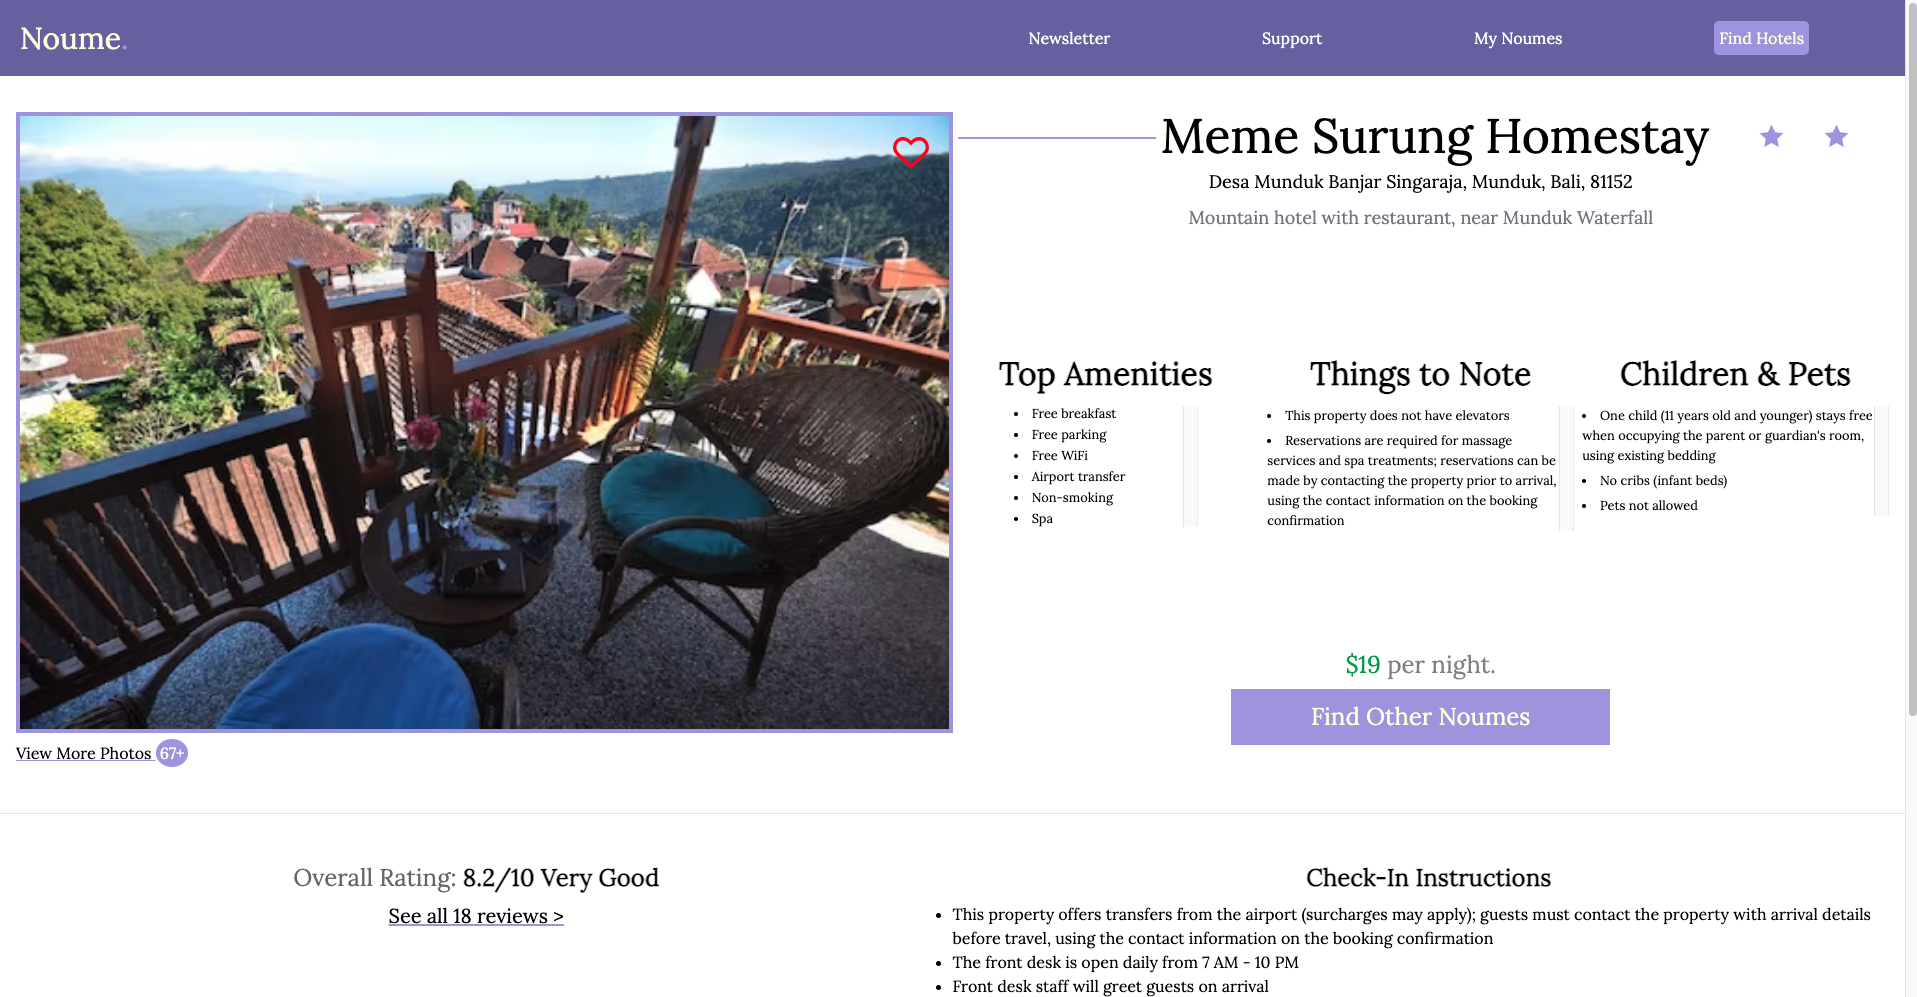 Noume.
Newsletter
Support
My Noumes
Find Hotels
Meme Surung Homestay
Desa Munduk Banjar Singaraja, Munduk, Bali, 81152
Mountain hotel with restaurant, near Munduk Waterfall
Top Amenities
Free breakfast
Free parking
Free WiFi
Airport transfer
Non-smoking
Spa
Things to Note
This property does not have elevators
Reservations are required for massage
services and spa treatments; reservations can be
made by contacting the property prior to arrival,
using the contact information on the booking
confirmation
Children & Pets
One child (11 years old and younger) stays free
when occupying the parent or guardian's room,
using existing bedding
No cribs (infant beds)
Pets not allowed
$19 per night.
Find Other Noumes
View More Photos 67+
Overall Rating: 8.2/10 Very Good
See all 18 reviews >
Check-In Instructions
This property offers transfers from the airport (surcharges may apply); guests must contact the property with arrival details
before travel, using the contact information on the booking confirmation
The front desk is open daily from 7 AM - 10 PM
Front desk staff will greet guests on arrival